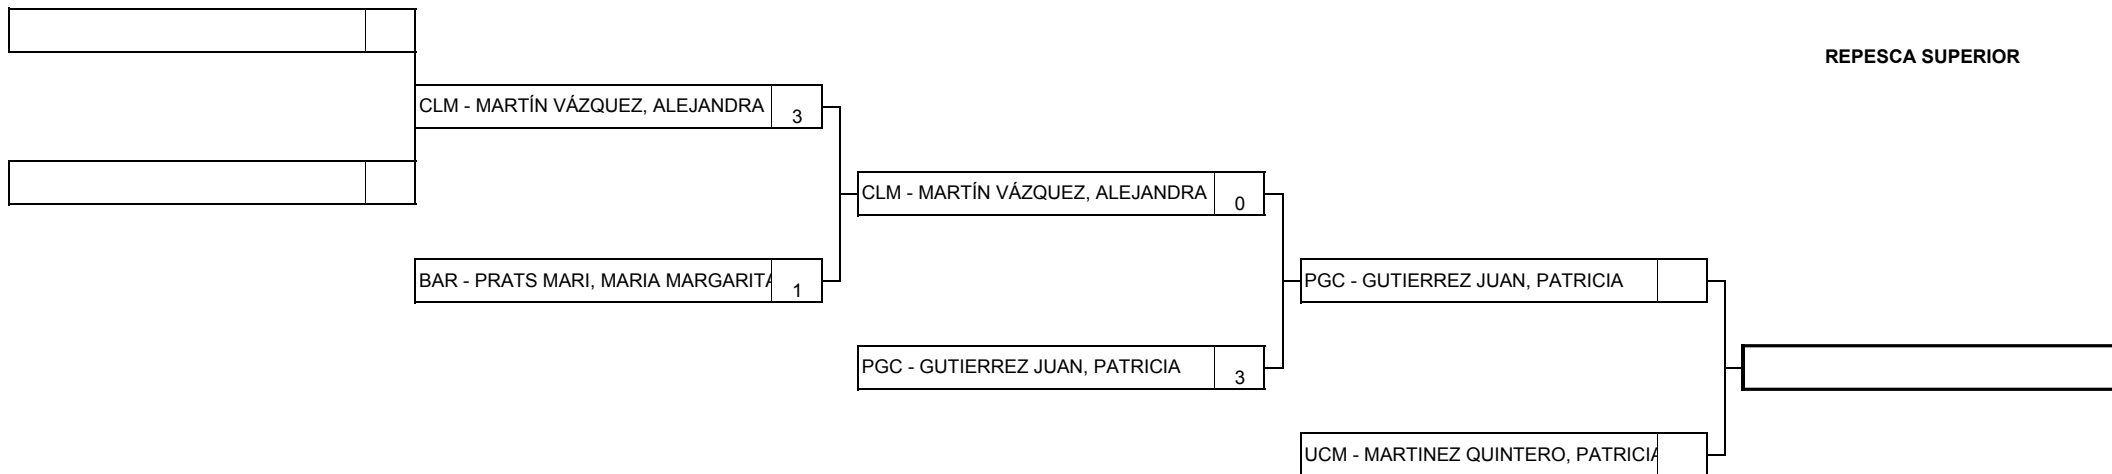 REPESCA SUPERIOR
CLM - MARTÍN VÁZQUEZ, ALEJANDRA 3
CLM - MARTÍN VÁZQUEZ, ALEJANDRA 0
BAR - PRATS MARI, MARIA MARGARITA 1
PGC - GUTIERREZ JUAN, PATRICIA
PGC - GUTIERREZ JUAN, PATRICIA 3
UCM - MARTINEZ QUINTERO, PATRICIA